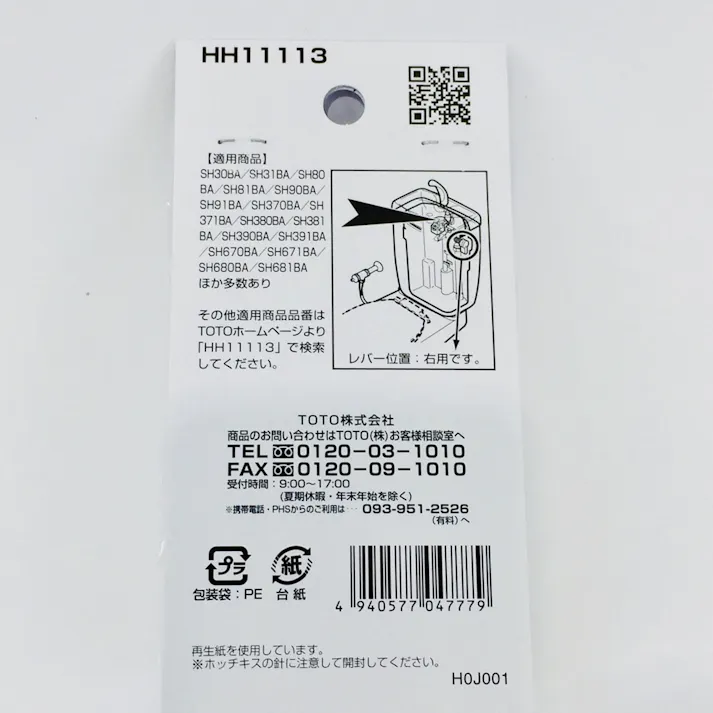 HH11113
【適用商品】
SH30BA/SH31BA/SH80
BA/SH81BA/SH90BA/
SH91BA/SH370BA/SH
371BA/SH380BA/SH381
BA/SH390BA/SH391BA
/SH670BA/SH671BA/
SH680BA/SH681BA
ほか多数あり
その他適用商品品番は
TOTOホームページより
「HH11113」で検索
してください。
レバー位置：右用です。
TOTO株式会社
商品のお問い合わせはTOTO(株)お客様相談室へ
TEL 0120-03-1010
FAX 0120-09-1010
受付時間：9:00～17:00
(夏期休暇・年末年始を除く)
※携帯電話・PHSからのご利用は… 093-951-2526
(有料)へ
プラ
紙
包装袋：PE
台紙
4 940577 047779
再生紙を使用しています。
※ホッチキスの針に注意して開封してください。
H0J001